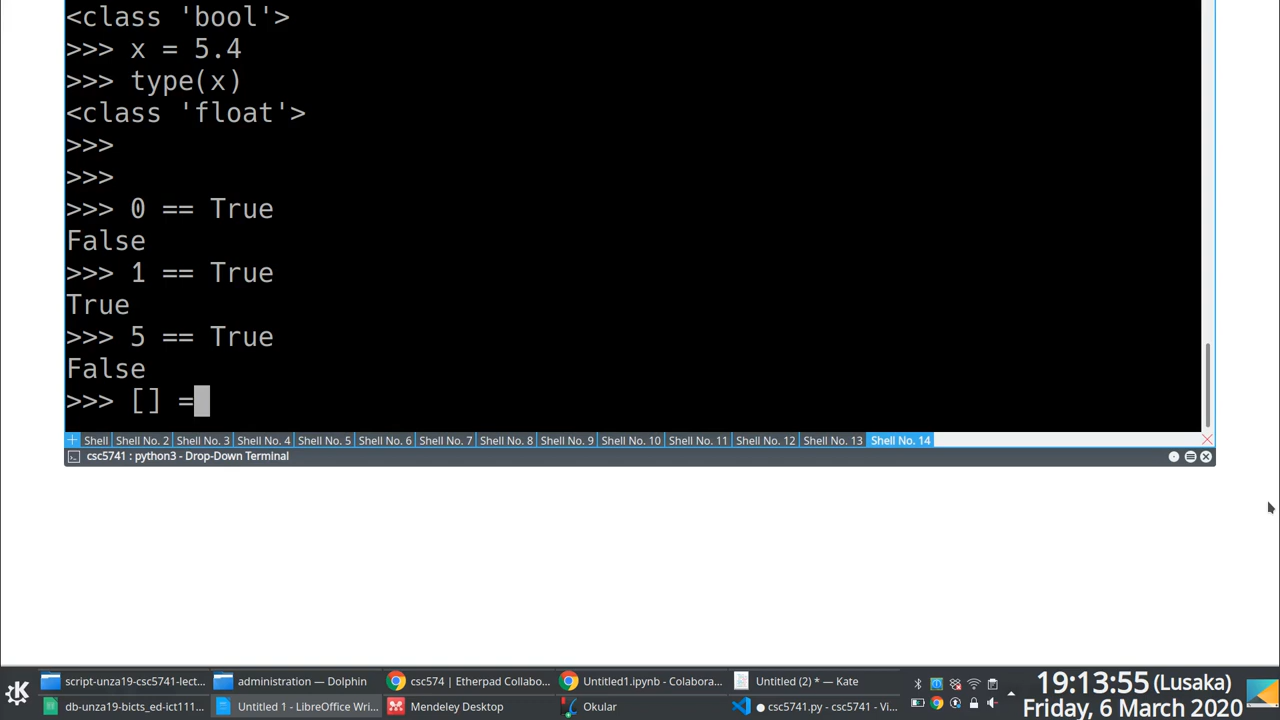 <class 'bool'>
>>> x = 5.4
>>> type(x)
<class 'float'>
>>>
>>>
>>> 0 == True
False
>>> 1 == True
True
>>> 5 == True
False
>>> [] =
Shell Shell No. 2 Shell No. 3 Shell No. 4 Shell No. 5 Shell No. 6 Shell No. 7 Shell No. 8 Shell No. 9 Shell No. 10 Shell No. 11 Shell No. 12 Shell No. 13 Shell No. 14
csc5741 : python3 - Drop-Down Terminal
script-unza19-csc5741-lect... administration — Dolphin csc574 | Etherpad Collabo... Untitled1.ipynb - Colabora... Untitled (2) * — Kate
db-unza19-bicts_ed-ict111... Untitled 1 - LibreOffice Wri... Mendeley Desktop Okular ● csc5741.py - csc5741 - Vi...
19:13:55 (Lusaka)
Friday, 6 March 2020